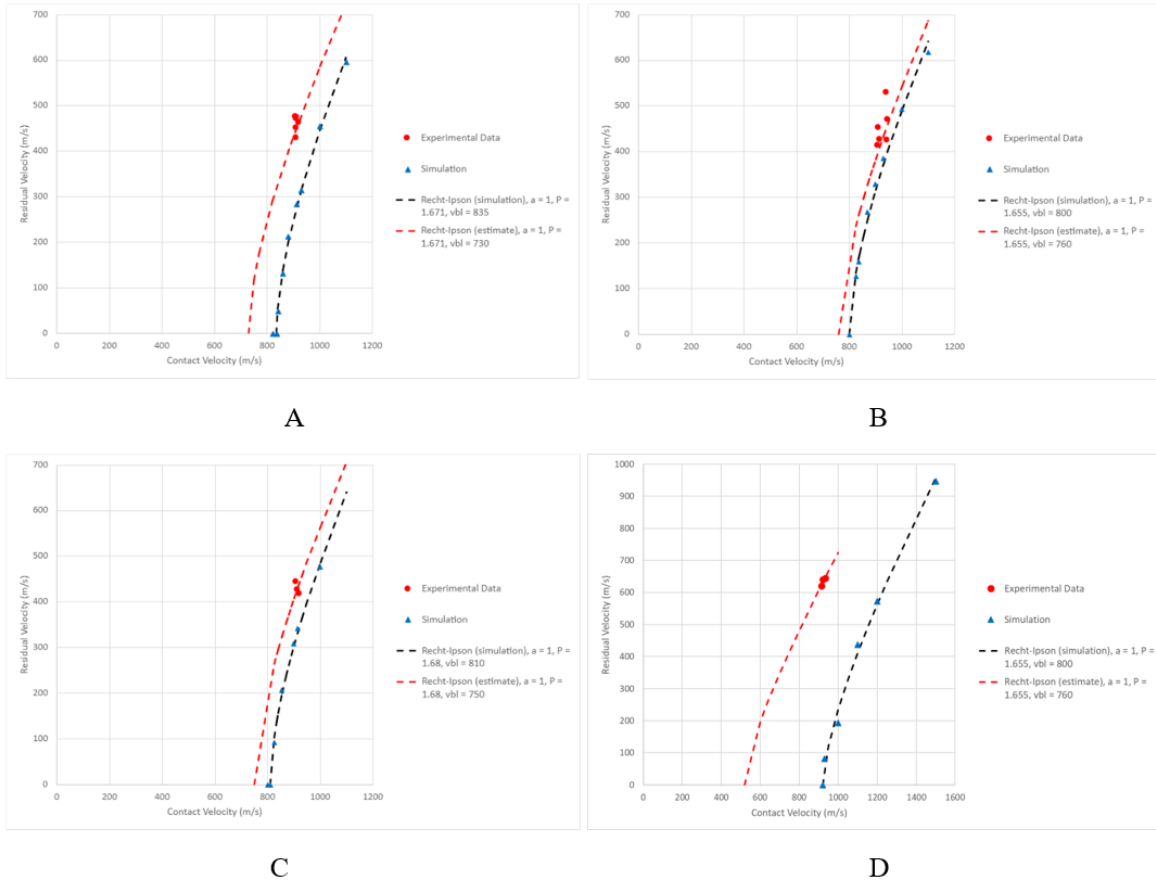 700
600
500
400
300
200
100
0
Residual Velocity (m/s)
0 200 400 600 800 1000 1200
Contact Velocity (m/s)
Experimental Data
Simulation
Recht-Ipson (simulation), a = 1, P =
1.671, vbl = 835
Recht-Ipson (estimate), a = 1, P =
1.671, vbl = 730
A
700
600
500
400
300
200
100
0
Residual Velocity (m/s)
0 200 400 600 800 1000 1200
Contact Velocity (m/s)
Experimental Data
Simulation
Recht-Ipson (simulation), a = 1, P =
1.655, vbl = 800
Recht-Ipson (estimate), a = 1, P =
1.655, vbl = 760
B
700
600
500
400
300
200
100
0
Residual Velocity (m/s)
0 200 400 600 800 1000 1200
Contact Velocity (m/s)
Experimental Data
Simulation
Recht-Ipson (simulation), a = 1, P =
1.68, vbl = 810
Recht-Ipson (estimate), a = 1, P =
1.68, vbl = 750
C
1000
900
800
700
600
500
400
300
200
100
0
Residual Velocity (m/s)
0 200 400 600 800 1000 1200 1400 1600
Contact Velocity (m/s)
Experimental Data
Simulation
Recht-Ipson (simulation), a = 1, P =
1.655, vbl = 800
Recht-Ipson (estimate), a = 1, P =
1.655, vbl = 760
D